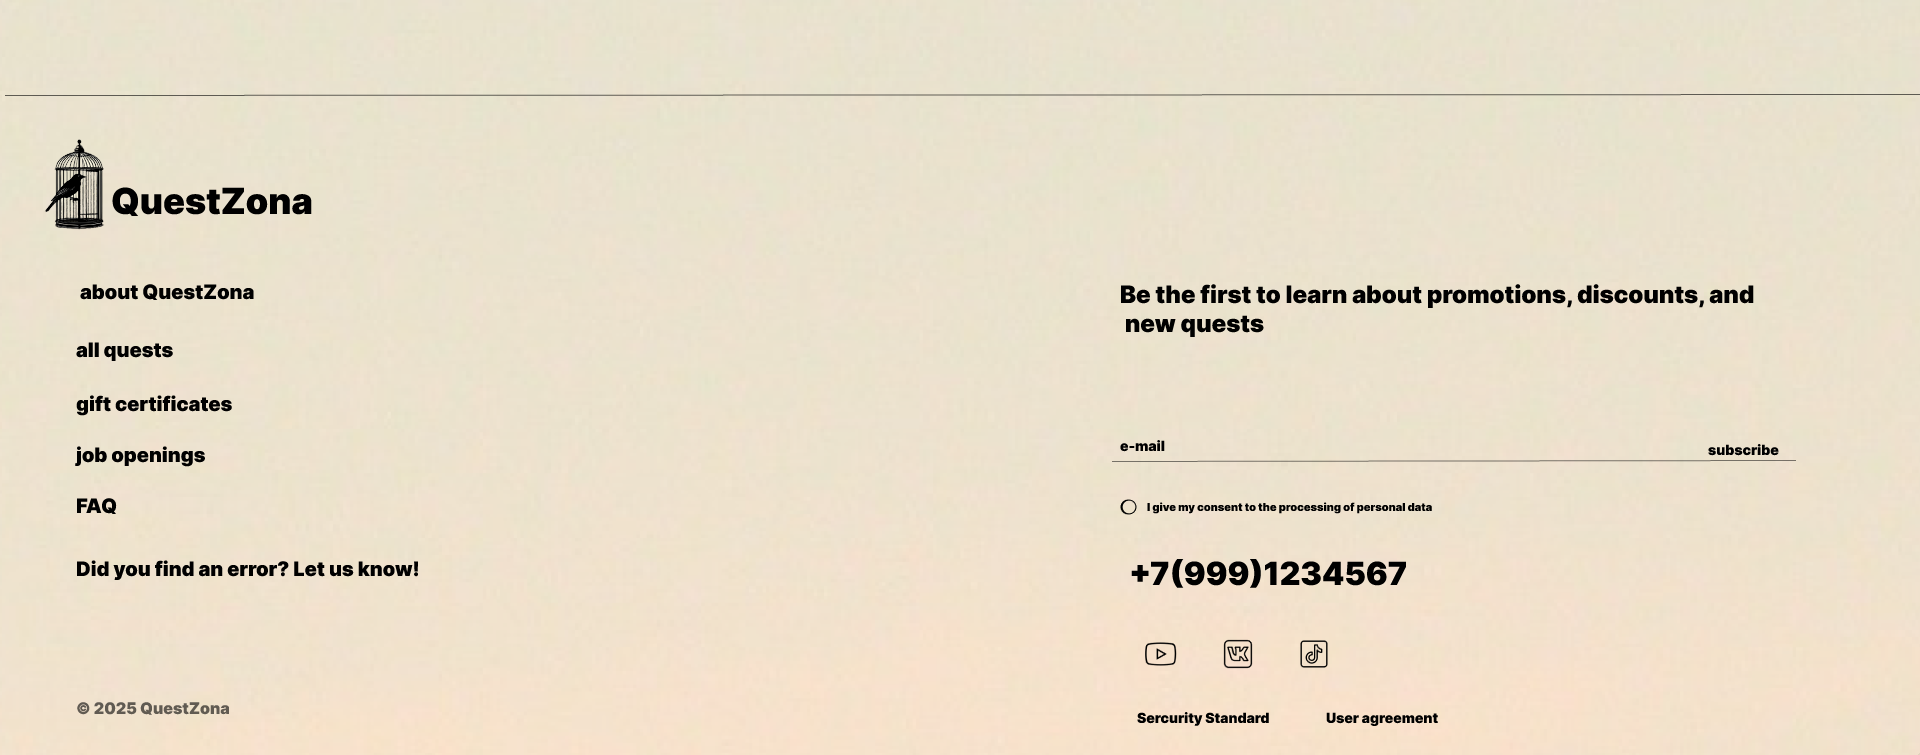 QuestZona
about QuestZona
all quests
gift certificates
job openings
FAQ
Did you find an error? Let us know!
© 2025 QuestZona
Be the first to learn about promotions, discounts, and
new quests
e-mail
subscribe
I give my consent to the processing of personal data
+7(999)1234567
Sercurity Standard
User agreement